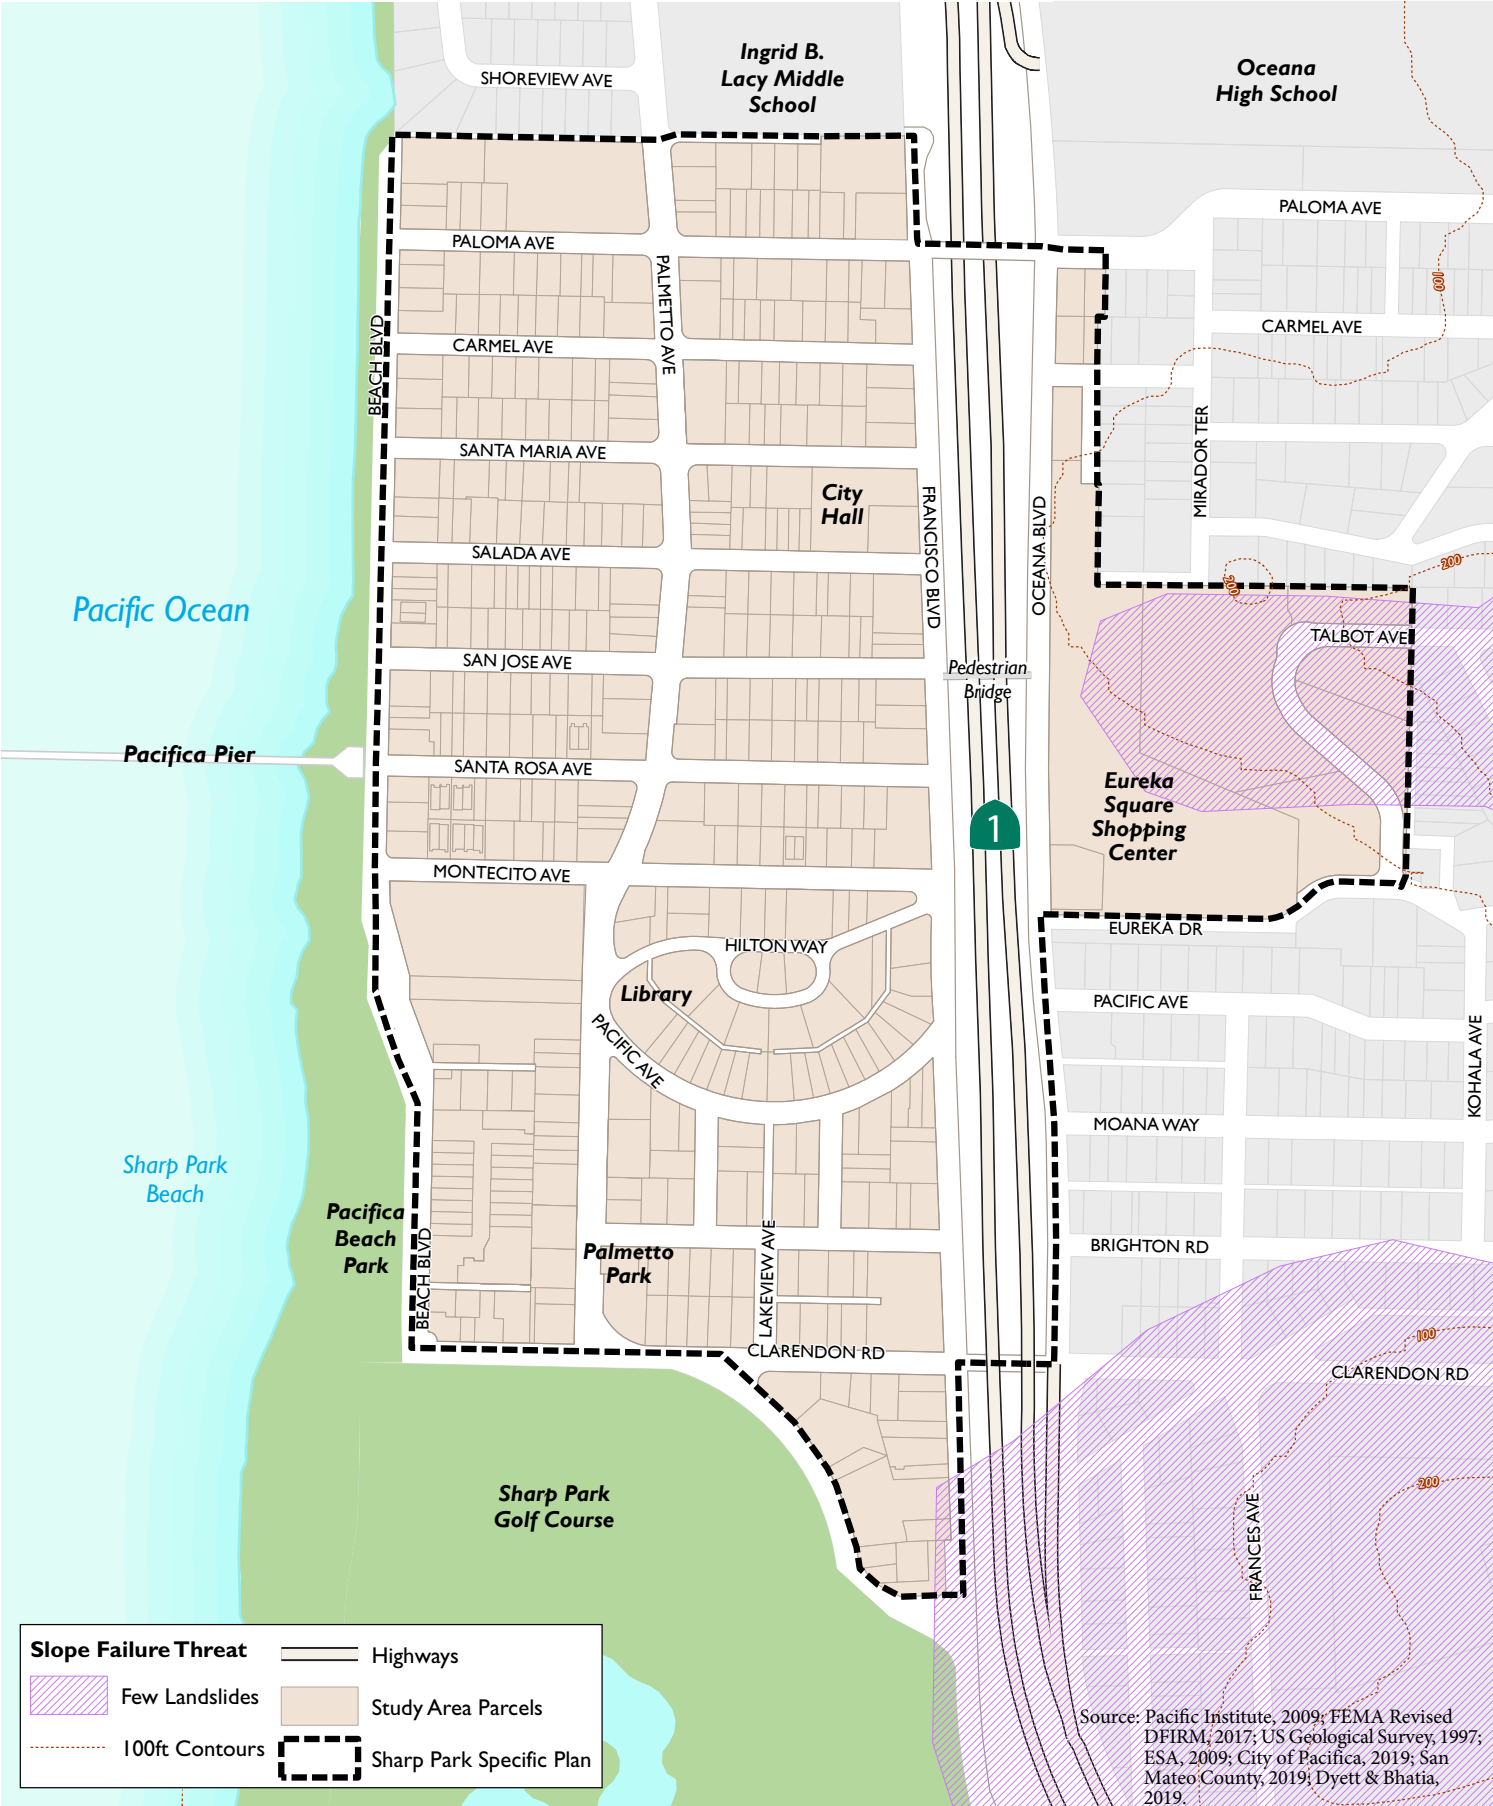 SHOREVIEW AVE
Ingrid B.
Lacy Middle
School
Oceana
High School
PALOMA AVE
PALOMA AVE
PALMETTO AVE
100
BEACH BLVD
CARMEL AVE
CARMEL AVE
SANTA MARIA AVE
MIRADOR TER
City
Hall
FRANCISCO BLVD
OCEANA BLVD
SALADA AVE
200
200
Pacific Ocean
TALBOT AVE
SAN JOSE AVE
Pedestrian
Bridge
Pacifica Pier
SANTA ROSA AVE
Eureka
Square
Shopping
Center
1
MONTECITO AVE
EUREKA DR
HILTON WAY
Library
PACIFIC AVE
PACIFIC AVE
KOHALA AVE
MOANA WAY
Sharp Park
Beach
Pacifica
Beach
Park
BEACH BLVD
Palmetto
Park
LAKEVIEW AVE
BRIGHTON RD
CLARENDON RD
100
CLARENDON RD
200
Sharp Park
Golf Course
FRANCES AVE
Slope Failure Threat
Few Landslides
100ft Contours
Highways
Study Area Parcels
Sharp Park Specific Plan
Source: Pacific Institute, 2009; FEMA Revised
DFIRM, 2017; US Geological Survey, 1997;
ESA, 2009; City of Pacifica, 2019; San
Mateo County, 2019; Dyett & Bhatia,
2019.